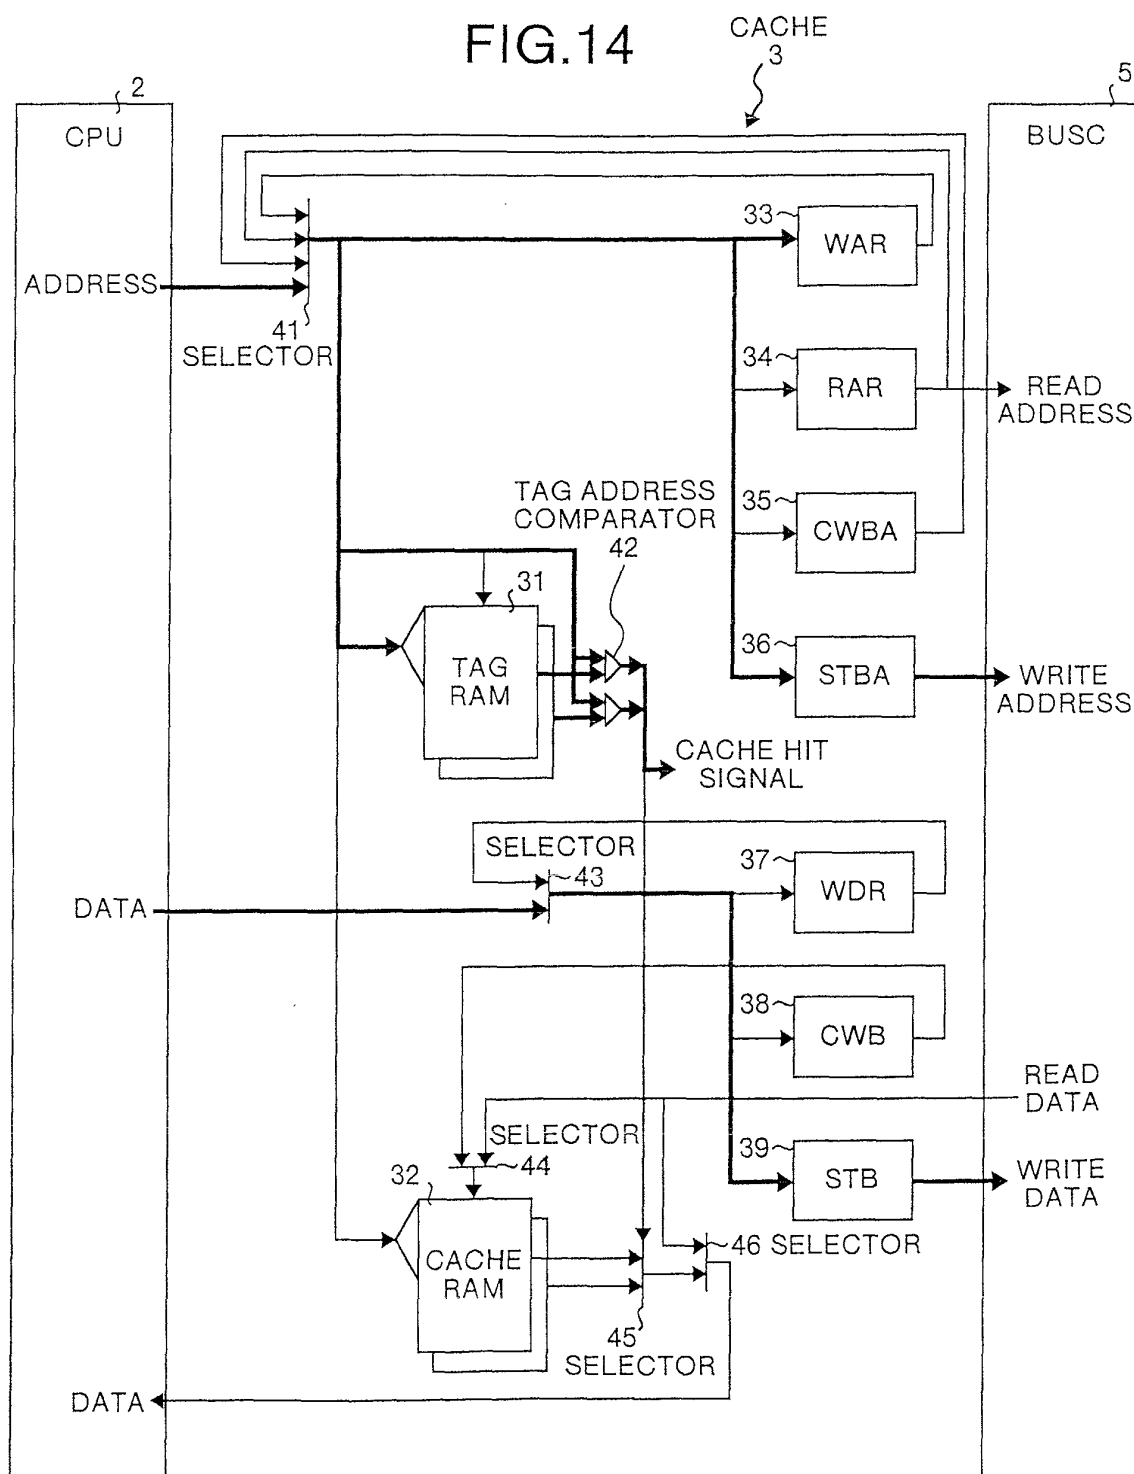 FIG.14
CACHE
3
2
5
CPU
BUSC
33
WAR
ADDRESS
41
SELECTOR
34
RAR
READ
ADDRESS
TAG ADDRESS
COMPARATOR
35
CWBA
42
31
TAG
RAM
36
STBA
WRITE
ADDRESS
CACHE HIT
SIGNAL
SELECTOR
43
37
WDR
DATA
38
CWB
READ
DATA
SELECTOR
44
39
STB
WRITE
DATA
32
CACHE
RAM
46 SELECTOR
45
SELECTOR
DATA